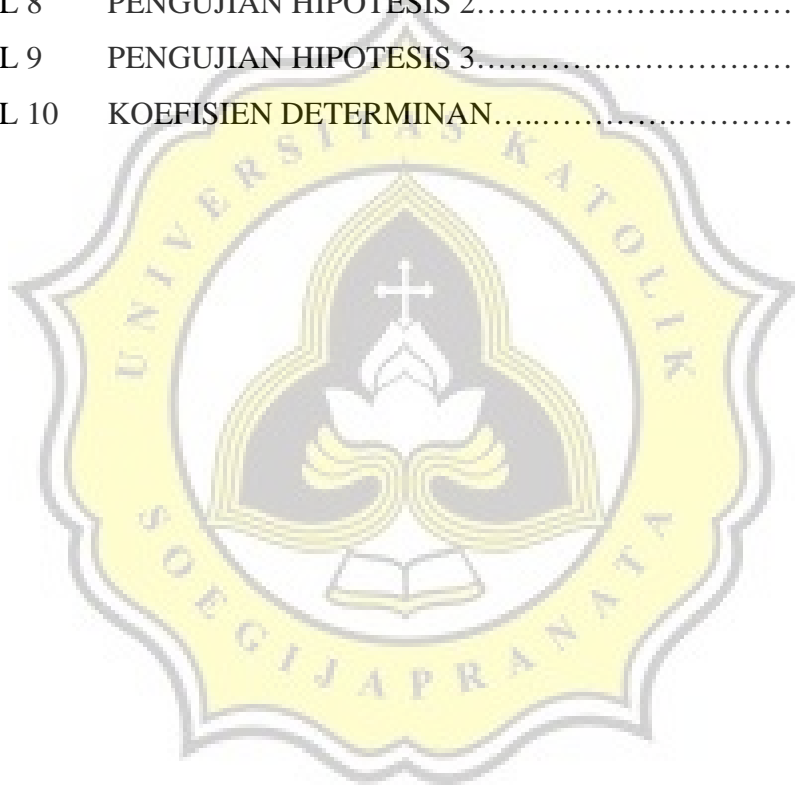 L 8 PENGUJIAN HIPOTESIS 2……………….…………
L 9 PENGUJIAN HIPOTESIS 3………….………………
L 10 KOEFISIEN DETERMINAN…..………….…………
UNIVERSITAS KATOLIK
SOEGIJAPRANATA